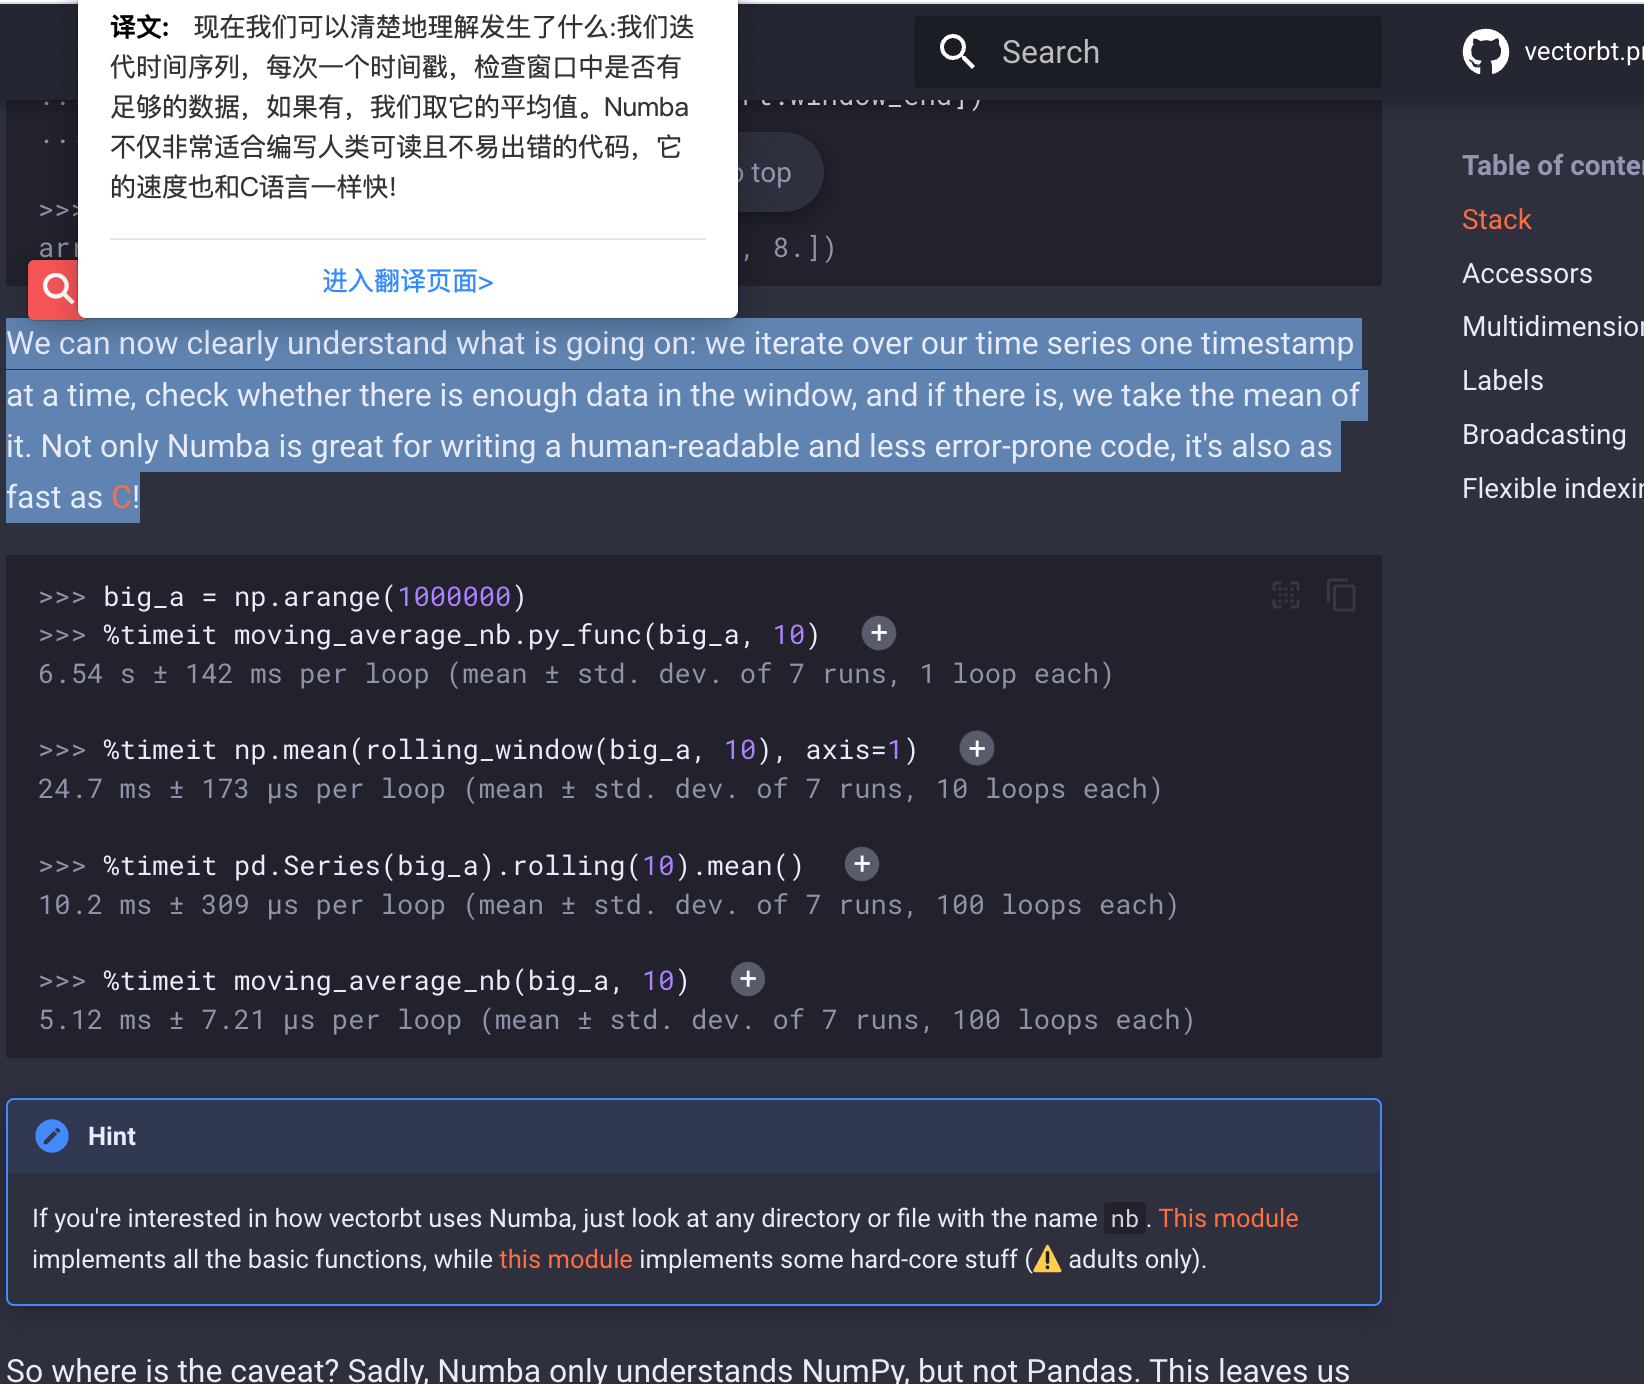 译文: 现在我们可以清楚地理解发生了什么:我们迭
代时间序列，每次一个时间戳，检查窗口中是否有
足够的数据，如果有，我们取它的平均值。Numba
不仅非常适合编写人类可读且不易出错的代码，它
的速度也和C语言一样快!
进入翻译页面>
Search
vectorbt.pr
window_end])
...
>>>
top
arr
, 8.])
We can now clearly understand what is going on: we iterate over our time series one timestamp
at a time, check whether there is enough data in the window, and if there is, we take the mean of
it. Not only Numba is great for writing a human-readable and less error-prone code, it's also as
fast as C!
>>> big_a = np.arange(1000000)
>>> %timeit moving_average_nb.py_func(big_a, 10)
6.54 s ± 142 ms per loop (mean ± std. dev. of 7 runs, 1 loop each)
>>> %timeit np.mean(rolling_window(big_a, 10), axis=1)
24.7 ms ± 173 µs per loop (mean ± std. dev. of 7 runs, 10 loops each)
>>> %timeit pd.Series(big_a).rolling(10).mean()
10.2 ms ± 309 µs per loop (mean ± std. dev. of 7 runs, 100 loops each)
>>> %timeit moving_average_nb(big_a, 10)
5.12 ms ± 7.21 µs per loop (mean ± std. dev. of 7 runs, 100 loops each)
Hint
If you're interested in how vectorbt uses Numba, just look at any directory or file with the name nb. This module
implements all the basic functions, while this module implements some hard-core stuff (⚠️ adults only).
So where is the caveat? Sadly, Numba only understands NumPy, but not Pandas. This leaves us
Table of conte
Stack
Accessors
Multidimensio
Labels
Broadcasting
Flexible indexi